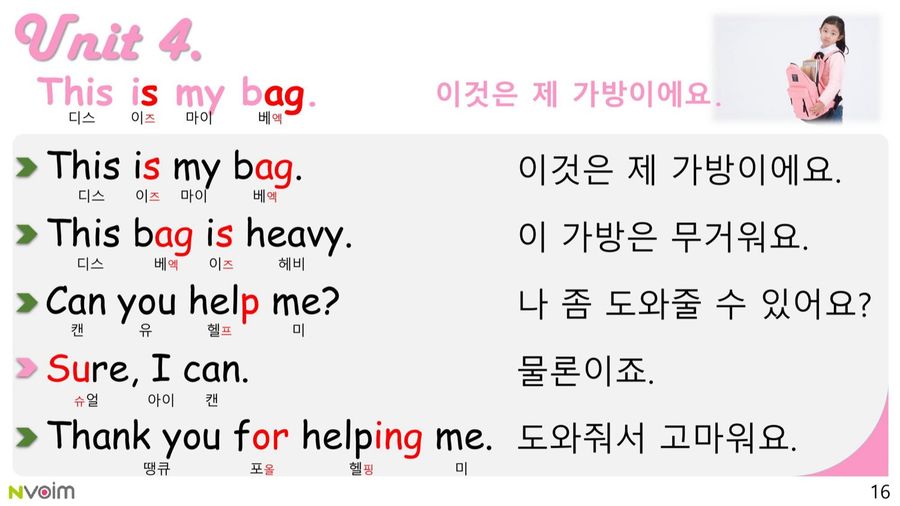 Unit 4.
This is my bag. 이것은 제 가방이에요.
디스 이즈 마이 베엑
This is my bag. 이것은 제 가방이에요.
디스 이즈 마이 베엑
This bag is heavy. 이 가방은 무거워요.
디스 베엑 이즈 헤비
Can you help me? 나 좀 도와줄 수 있어요?
캔 유 헬프 미
Sure, I can. 물론이죠.
슈얼 아이 캔
Thank you for helping me. 도와줘서 고마워요.
땡큐 포올 헬핑 미
NVOIM 16